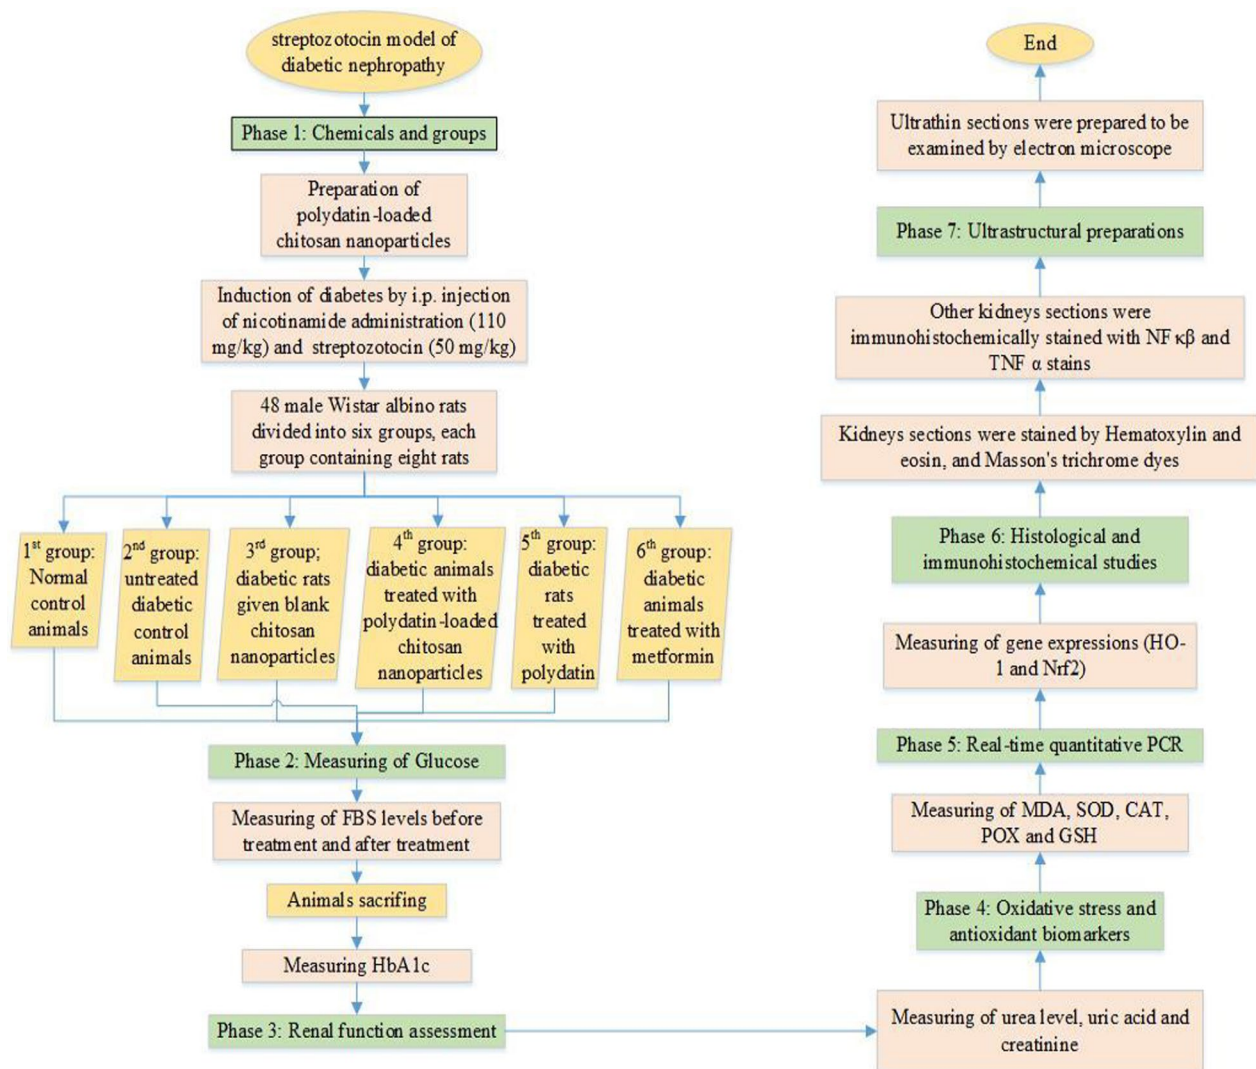 streptozotocin model of
diabetic nephropathy
Phase 1: Chemicals and groups
Preparation of
polydatin-loaded
chitosan nanoparticles
Induction of diabetes by i.p. injection
of nicotinamide administration (110
mg/kg) and streptozotocin (50 mg/kg)
48 male Wistar albino rats
divided into six groups, each
group containing eight rats
1st group:
Normal
control
animals
2nd group:
untreated
diabetic
control
animals
3rd group;
diabetic rats
given blank
chitosan
nanoparticles
4th group:
diabetic animals
treated with
polydatin-loaded
chitosan
nanoparticles
5th group:
diabetic
rats
treated
with
polydatin
6th group:
diabetic
animals
treated with
metformin
Phase 2: Measuring of Glucose
Measuring of FBS levels before
treatment and after treatment
Animals sacrifing
Measuring HbA1c
Phase 3: Renal function assessment
Measuring of urea level, uric acid and
creatinine
Phase 4: Oxidative stress and
antioxidant biomarkers
Measuring of MDA, SOD, CAT,
POX and GSH
Phase 5: Real-time quantitative PCR
Measuring of gene expressions (HO-
1 and Nrf2)
Phase 6: Histological and
immunohistochemical studies
Kidneys sections were stained by Hematoxylin and
eosin, and Masson's trichrome dyes
Other kidneys sections were
immunohistochemically stained with NF κβ and
TNF α stains
Phase 7: Ultrastructural preparations
Ultrathin sections were prepared to be
examined by electron microscope
End